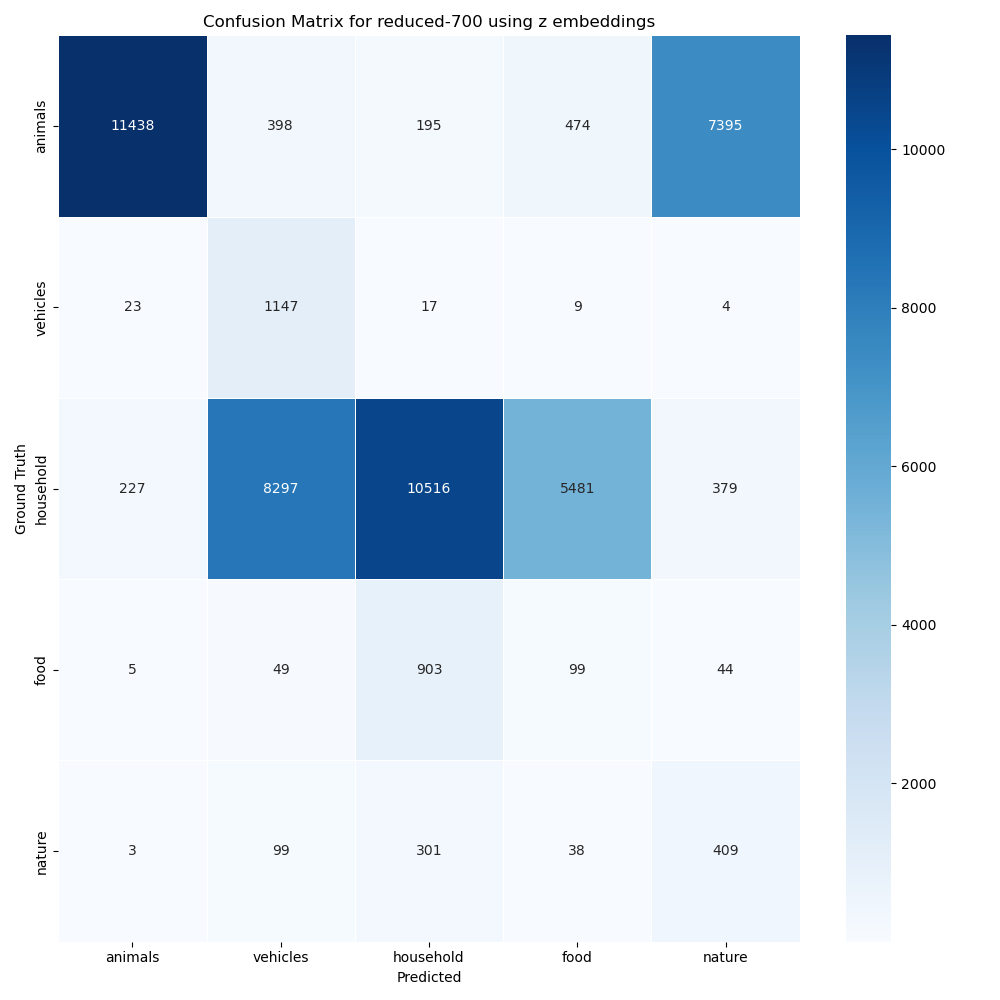 Confusion Matrix for reduced-700 using z embeddings
animals
11438 398 195 474 7395
vehicles
23 1147 17 9 4
Ground Truth
household
227 8297 10516 5481 379
food
5 49 903 99 44
nature
3 99 301 38 409
animals vehicles household food nature
Predicted
10000
8000
6000
4000
2000